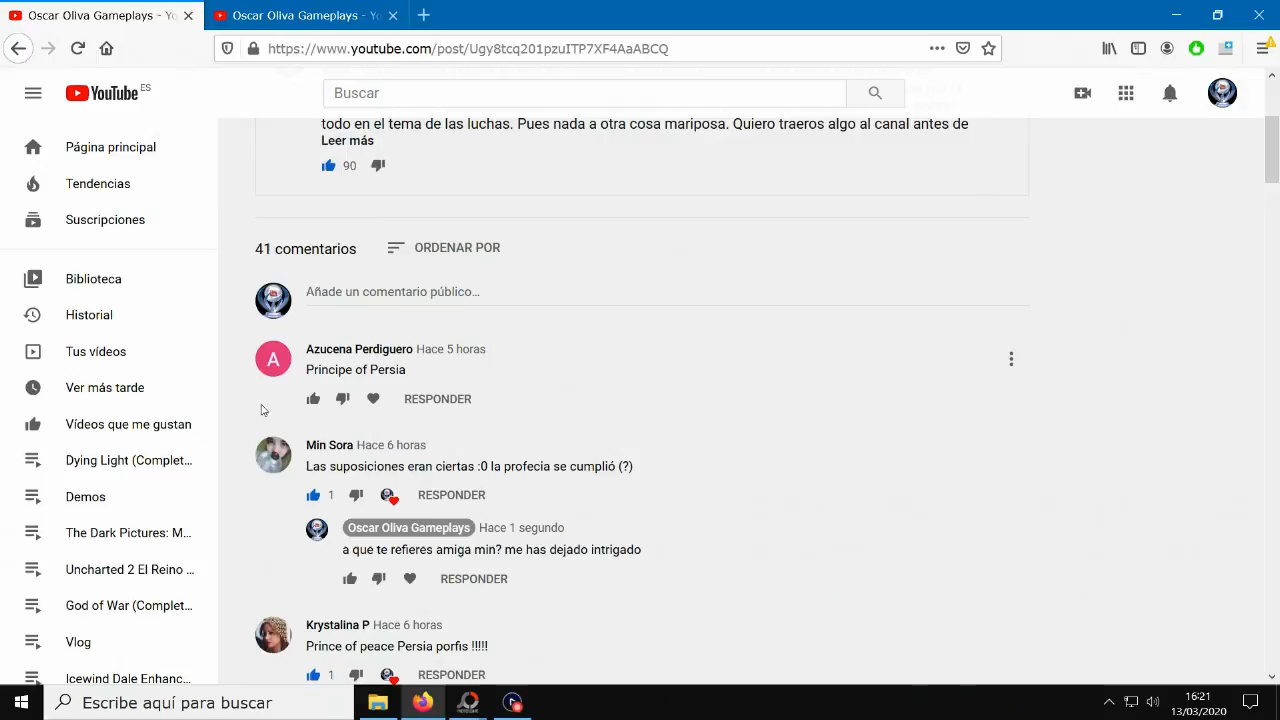 Oscar Oliva Gameplays - Yo
Oscar Oliva Gameplays - Yo
https://www.youtube.com/post/Ugy8tcq201pzuITP7XF4AaABCQ
YouTube ES
Buscar
todo en el tema de las luchas. Pues nada a otra cosa mariposa. Quiero traeros algo al canal antes de
Leer más
90
Página principal
Tendencias
Suscripciones
Biblioteca
Historial
Tus vídeos
Ver más tarde
Vídeos que me gustan
Dying Light (Complet...
Demos
The Dark Pictures: M...
Uncharted 2 El Reino ...
God of War (Complet...
Vlog
Icewind Dale Enhanc...
41 comentarios
ORDENAR POR
Añade un comentario público...
A
Azucena Perdiguero Hace 5 horas
Principe of Persia
RESPONDER
Min Sora Hace 6 horas
Las suposiciones eran ciertas :0 la profecia se cumplió (?)
1
RESPONDER
Oscar Oliva Gameplays Hace 1 segundo
a que te refieres amiga min? me has dejado intrigado
RESPONDER
Krystalina P Hace 6 horas
Prince of peace Persia porfis !!!!!
1
RESPONDER
Escribe aquí para buscar
16:21
13/03/2020